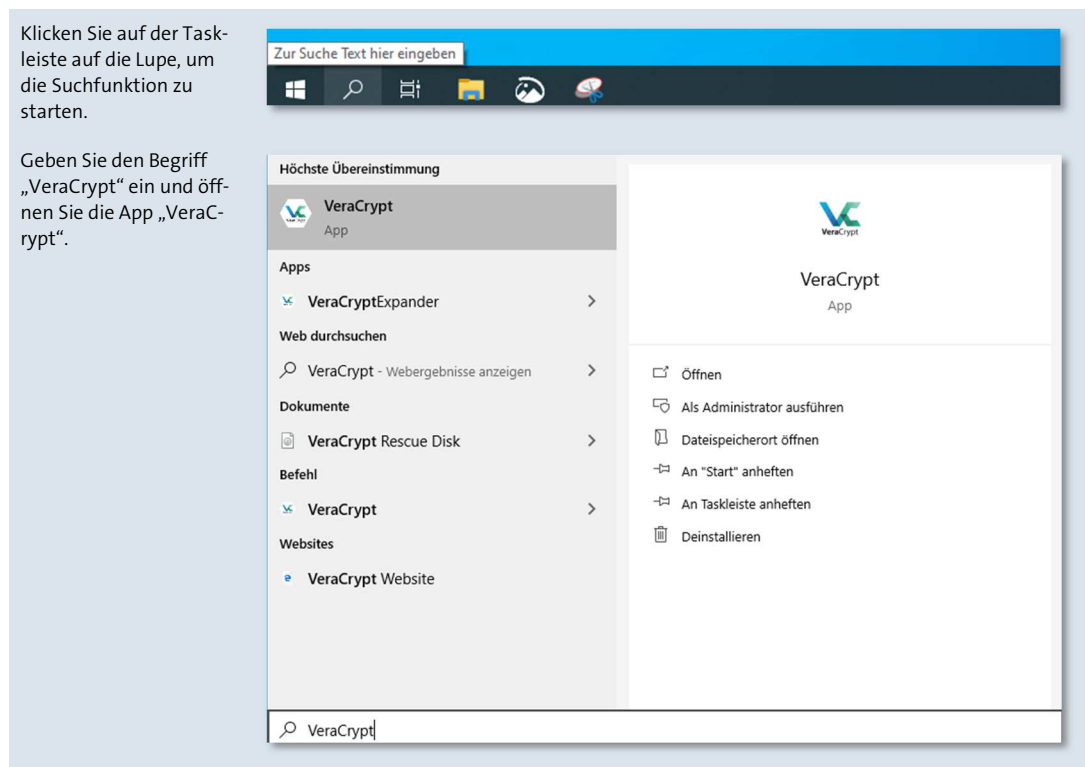 Klicken Sie auf der Task-
leiste auf die Lupe, um
die Suchfunktion zu
starten.
Zur Suche Text hier eingeben
Geben Sie den Begriff
„VeraCrypt“ ein und öff-
nen Sie die App „VeraC-
rypt“.
Höchste Übereinstimmung
VeraCrypt
App
Apps
VeraCryptExpander
Web durchsuchen
VeraCrypt - Webergebnisse anzeigen
Dokumente
VeraCrypt Rescue Disk
Befehl
VeraCrypt
Websites
VeraCrypt Website
VeraCrypt
VeraCrypt
App
Öffnen
Als Administrator ausführen
Dateispeicherort öffnen
An "Start" anheften
An Taskleiste anheften
Deinstallieren
VeraCrypt